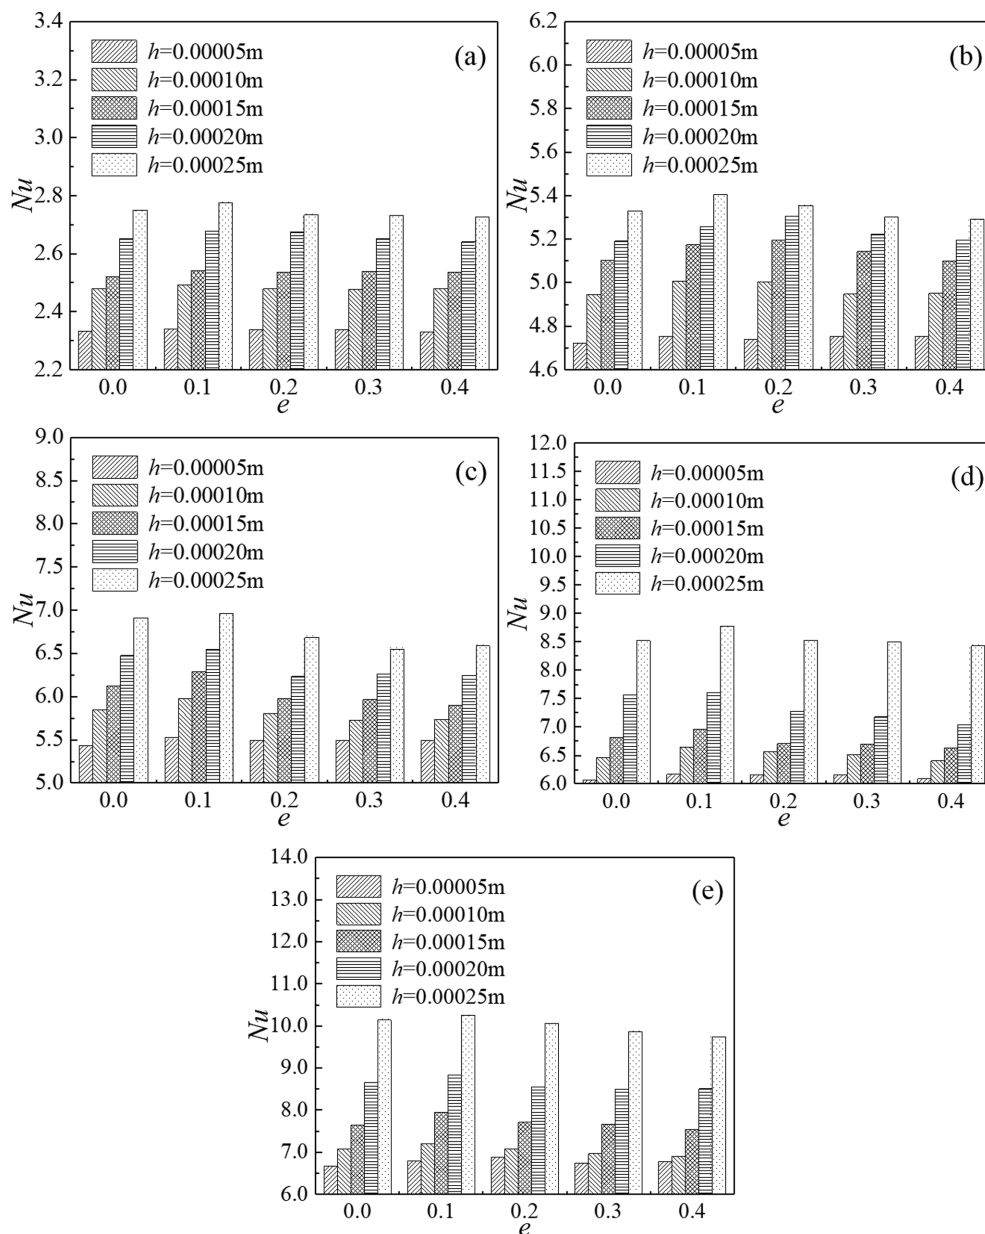 (a)
h=0.00005m
h=0.00010m
h=0.00015m
h=0.00020m
h=0.00025m
Nu
3.4
3.2
3.0
2.8
2.6
2.4
2.2
0.0 0.1 0.2 0.3 0.4
e
(b)
h=0.00005m
h=0.00010m
h=0.00015m
h=0.00020m
h=0.00025m
Nu
6.2
6.0
5.8
5.6
5.4
5.2
5.0
4.8
4.6
0.0 0.1 0.2 0.3 0.4
e
(c)
h=0.00005m
h=0.00010m
h=0.00015m
h=0.00020m
h=0.00025m
Nu
9.0
8.5
8.0
7.5
7.0
6.5
6.0
5.5
5.0
0.0 0.1 0.2 0.3 0.4
e
(d)
h=0.00005m
h=0.00010m
h=0.00015m
h=0.00020m
h=0.00025m
Nu
12.0
11.5
11.0
10.5
10.0
9.5
9.0
8.5
8.0
7.5
7.0
6.5
6.0
0.0 0.1 0.2 0.3 0.4
e
(e)
h=0.00005m
h=0.00010m
h=0.00015m
h=0.00020m
h=0.00025m
Nu
14.0
13.0
12.0
11.0
10.0
9.0
8.0
7.0
6.0
0.0 0.1 0.2 0.3 0.4
e